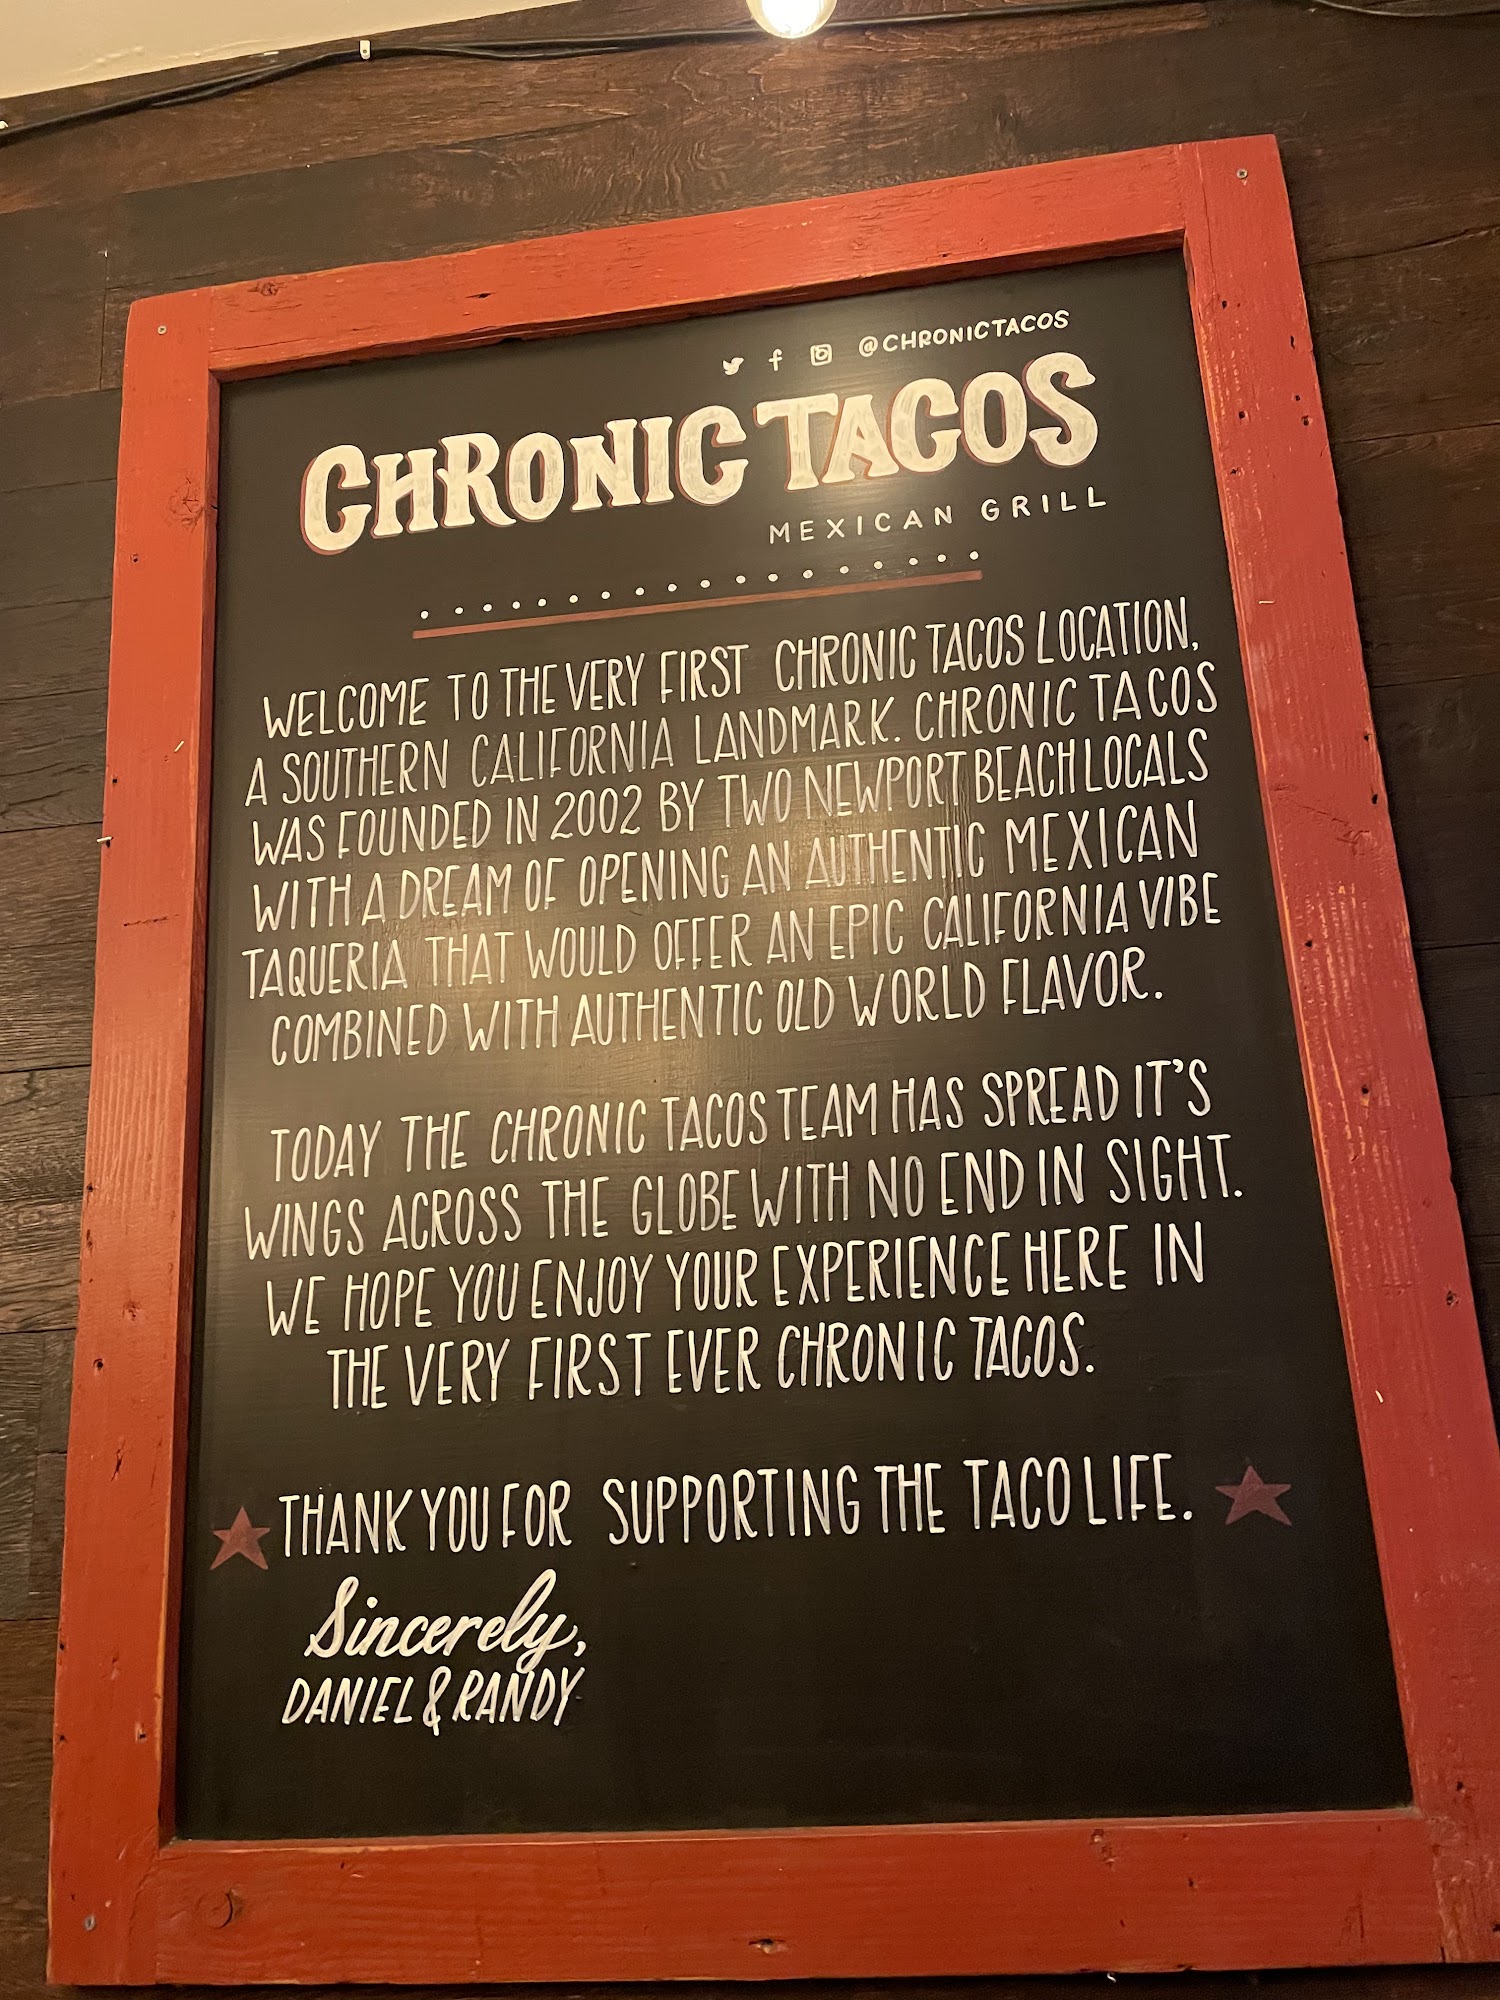 @CHRONICTACOS
CHRONIC TACOS
MEXICAN GRILL
WELCOME TO THE VERY FIRST CHRONIC TACOS LOCATION,
A SOUTHERN CALIFORNIA LANDMARK. CHRONIC TACOS
WAS FOUNDED IN 2002 BY TWO NEWPORT BEACH LOCALS
WITH A DREAM OF OPENING AN AUTHENTIC MEXICAN
TAQUERIA THAT WOULD OFFER AN EPIC CALIFORNIA VIBE
COMBINED WITH AUTHENTIC OLD WORLD FLAVOR.
TODAY THE CHRONIC TACOS TEAM HAS SPREAD IT'S
WINGS ACROSS THE GLOBE WITH NO END IN SIGHT.
WE HOPE YOU ENJOY YOUR EXPERIENCE HERE IN
THE VERY FIRST EVER CHRONIC TACOS.
THANK YOU FOR SUPPORTING THE TACO LIFE.
Sincerely,
DANIEL & RANDY